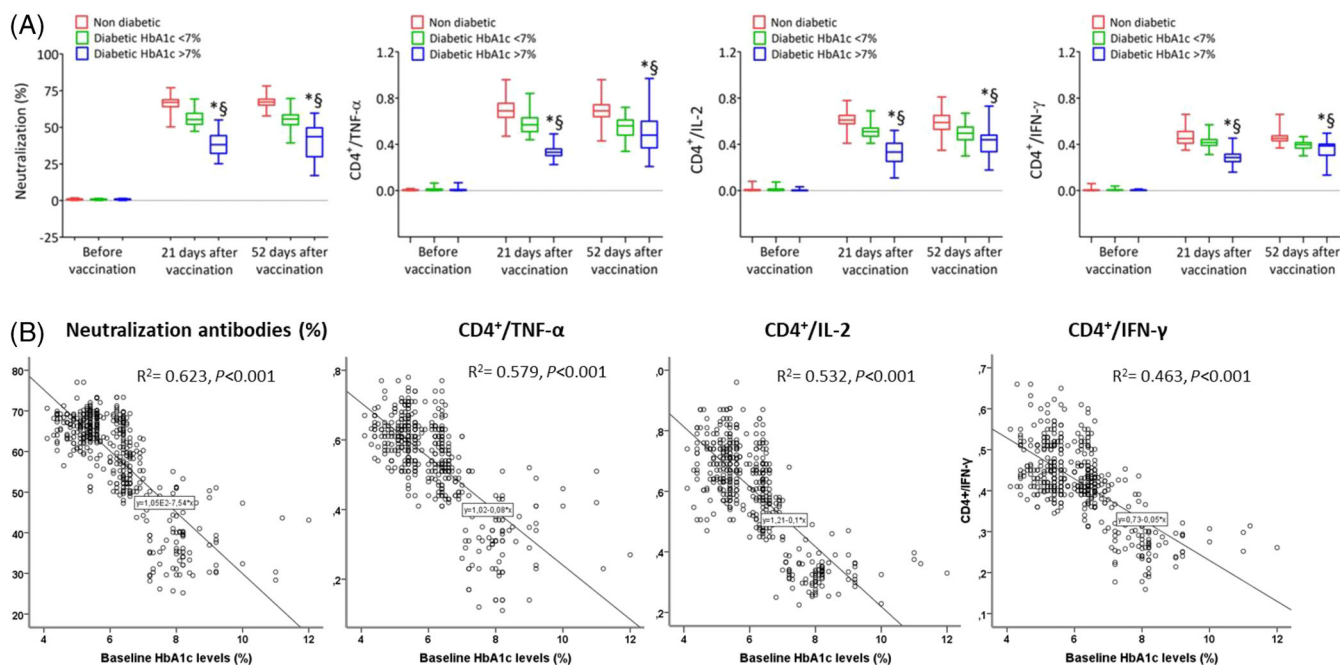 (A)
Non diabetic
Diabetic HbA1c <7%
Diabetic HbA1c >7%
Neutralization (%)
100
75
50
25
0
-25
*§
*§
Before vaccination
21 days after vaccination
52 days after vaccination
Non diabetic
Diabetic HbA1c <7%
Diabetic HbA1c >7%
CD4+/TNF-α
1.2
0.8
0.4
0.0
*§
*§
Before vaccination
21 days after vaccination
52 days after vaccination
Non diabetic
Diabetic HbA1c <7%
Diabetic HbA1c >7%
CD4+/IL-2
1.2
0.8
0.4
0.0
*§
*§
Before vaccination
21 days after vaccination
52 days after vaccination
Non diabetic
Diabetic HbA1c <7%
Diabetic HbA1c >7%
CD4+/IFN-γ
1.2
0.8
0.4
0.0
*§
*§
Before vaccination
21 days after vaccination
52 days after vaccination
(B)
Neutralization antibodies (%)
R²= 0.623, P<0.001
80
70
60
50
40
30
20
y=1,05E2-7,54*x
4 6 8 10 12
Baseline HbA1c levels (%)
CD4+/TNF-α
R²= 0.579, P<0.001
,8
,6
,4
,2
y=1,02-0,08*x
4 6 8 10 12
Baseline HbA1c levels (%)
CD4+/IL-2
R²= 0.532, P<0.001
1,0
,8
,6
,4
,2
y=1,21-0,1*x
4 6 8 10 12
Baseline HbA1c levels (%)
CD4+/IFN-γ
R²= 0.463, P<0.001
CD4+/IFN-γ
,7
,6
,5
,4
,3
,2
,1
y=0,73-0,05*x
4 6 8 10 12
Baseline HbA1c levels (%)